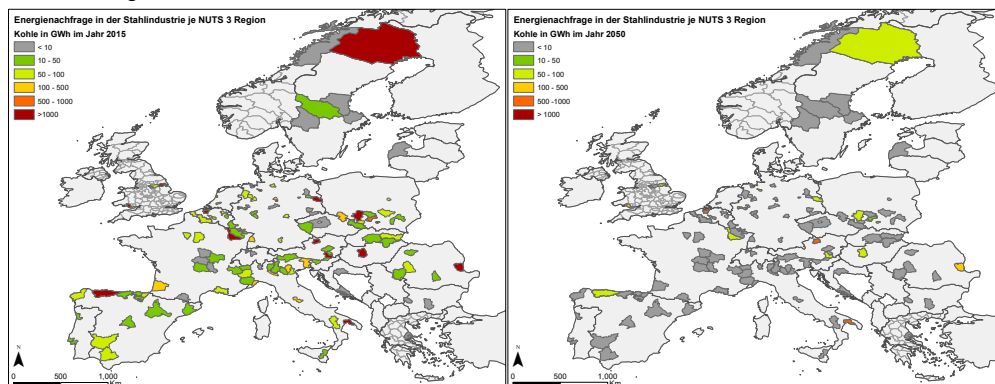 Energienachfrage in der Stahlindustrie je NUTS 3 Region
Kohle in GWh im Jahr 2015
< 10
10 - 50
50 - 100
100 - 500
500 - 1000
>1000
N
0 500 1,000
Km
Energienachfrage in der Stahlindustrie je NUTS 3 Region
Kohle in GWh im Jahr 2050
< 10
10 - 50
50 - 100
100 - 500
500 -1000
> 1000
N
0 500 1,000
Km